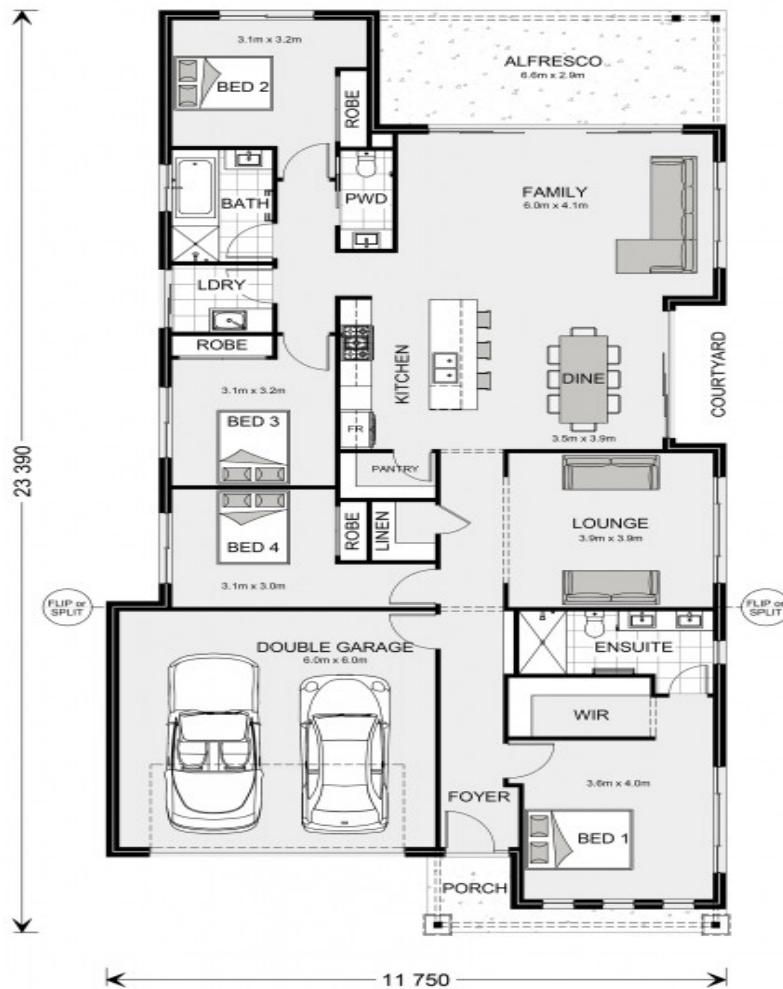 3.1m x 3.2m
BED 2
ROBE
ALFRESCO
6.6m x 2.9m
BATH
PWD
FAMILY
6.0m x 4.1m
LDRY
ROBE
KITCHEN
DINE
3.5m x 3.9m
COURTYARD
3.1m x 3.2m
BED 3
FR
PANTRY
BED 4
3.1m x 3.0m
ROBE
LINEN
LOUNGE
3.9m x 3.9m
FLIP or
SPLIT
FLIP or
SPLIT
DOUBLE GARAGE
6.0m x 6.0m
ENSUITE
WIR
FOYER
3.6m x 4.0m
BED 1
PORCH
23 390
11 750